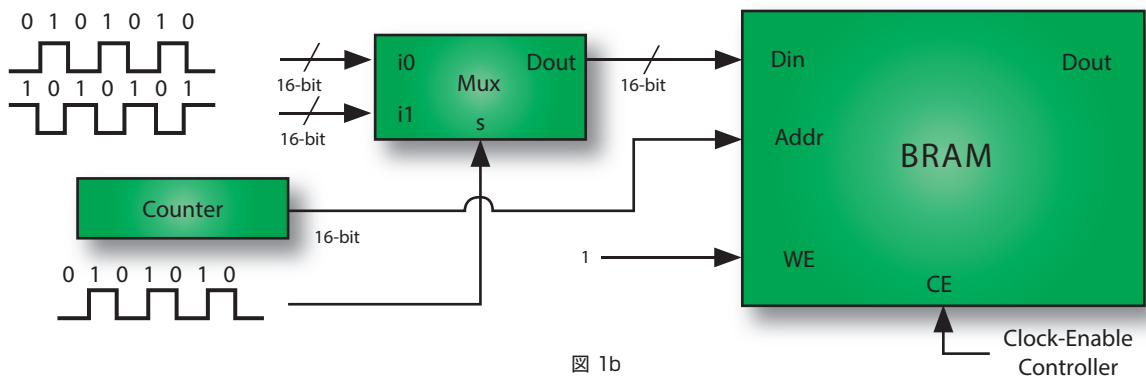 0 1 0 1 0 1 0
1 0 1 0 1 0 1
16-bit
16-bit
i0
Dout
Mux
i1
s
16-bit
Din
Dout
Addr
BRAM
Counter
16-bit
1
WE
CE
0 1 0 1 0 1 0
Clock-Enable
Controller
図 1b